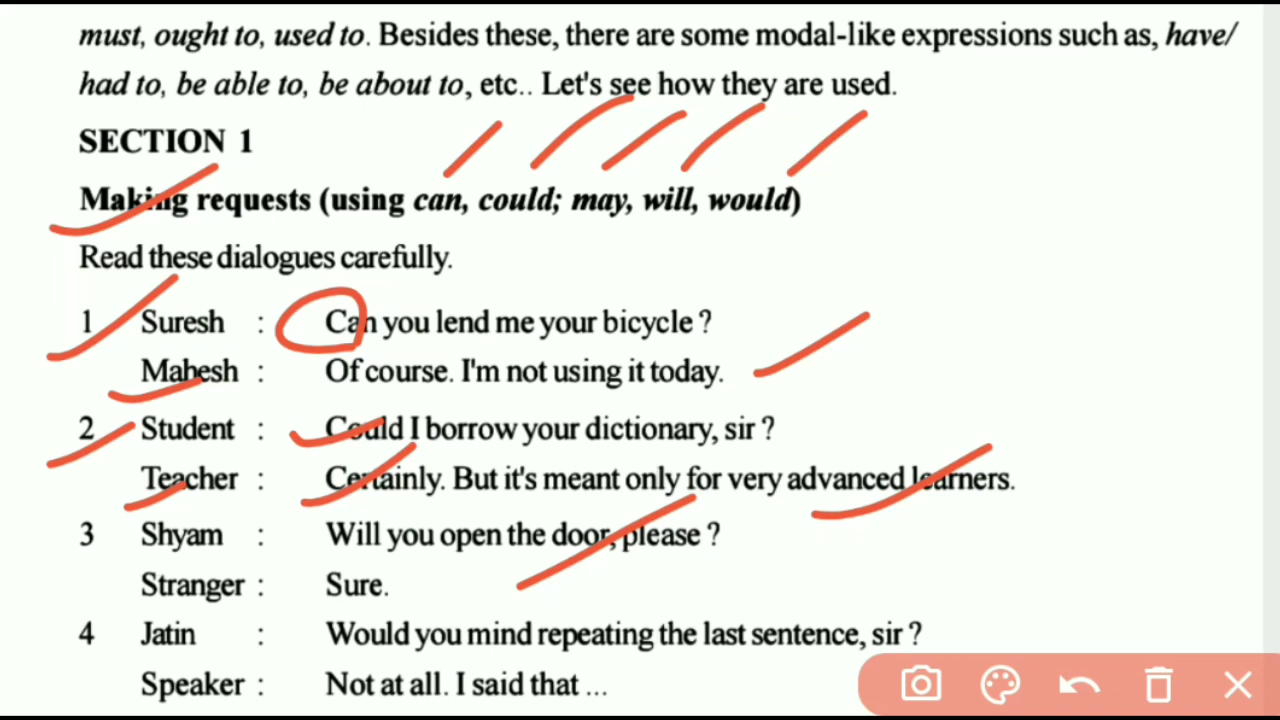 must, ought to, used to. Besides these, there are some modal-like expressions such as, have/
had to, be able to, be about to, etc.. Let's see how they are used.
SECTION 1
Making requests (using can, could; may, will, would)
Read these dialogues carefully.
1 Suresh : Can you lend me your bicycle ?
Mahesh : Of course. I'm not using it today.
2 Student : Could I borrow your dictionary, sir ?
Teacher : Certainly. But it's meant only for very advanced learners.
3 Shyam : Will you open the door, please ?
Stranger : Sure.
4 Jatin : Would you mind repeating the last sentence, sir ?
Speaker : Not at all. I said that ...